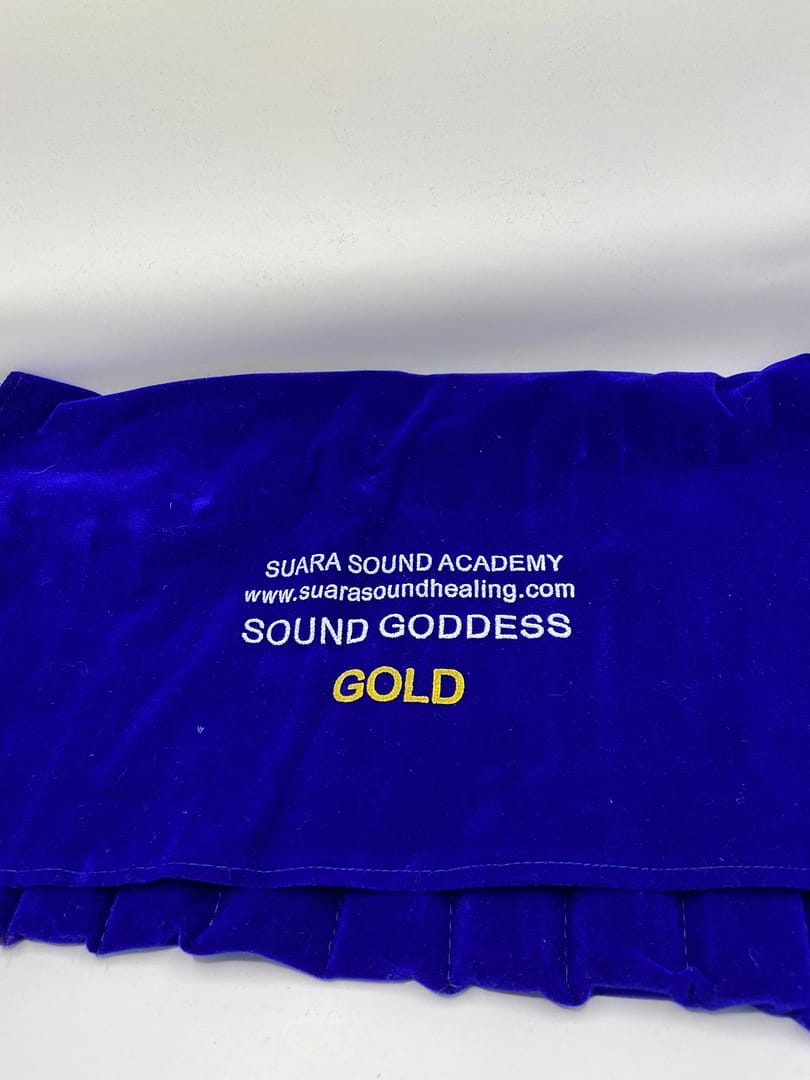 SUARA SOUND ACADEMY
www.suarasoundhealing.com
SOUND GODDESS
GOLD